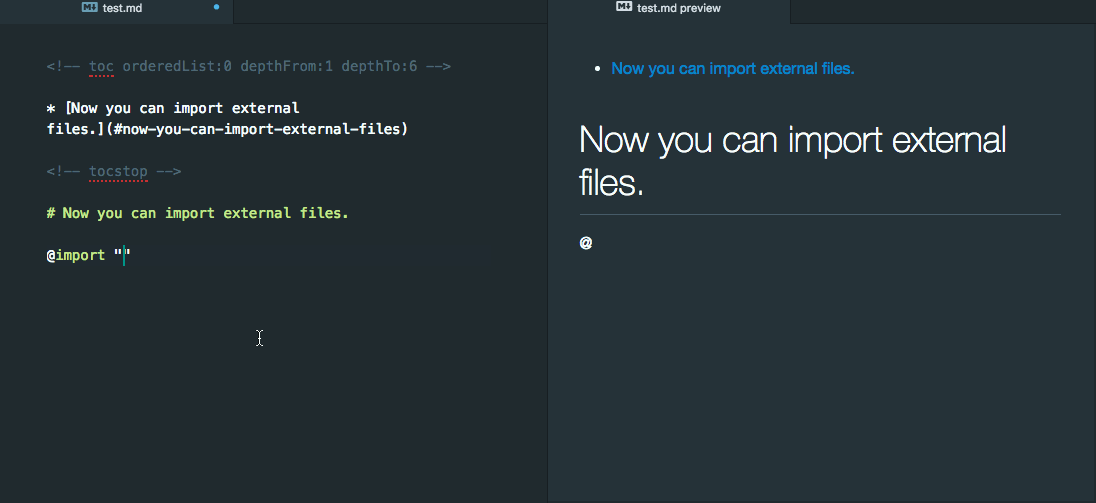 test.md
<!-- toc orderedList:0 depthFrom:1 depthTo:6 -->
* [Now you can import external
files.](#now-you-can-import-external-files)
<!-- tocstop -->
# Now you can import external files.
@import ""
test.md preview
• Now you can import external files.
Now you can import external
files.
@